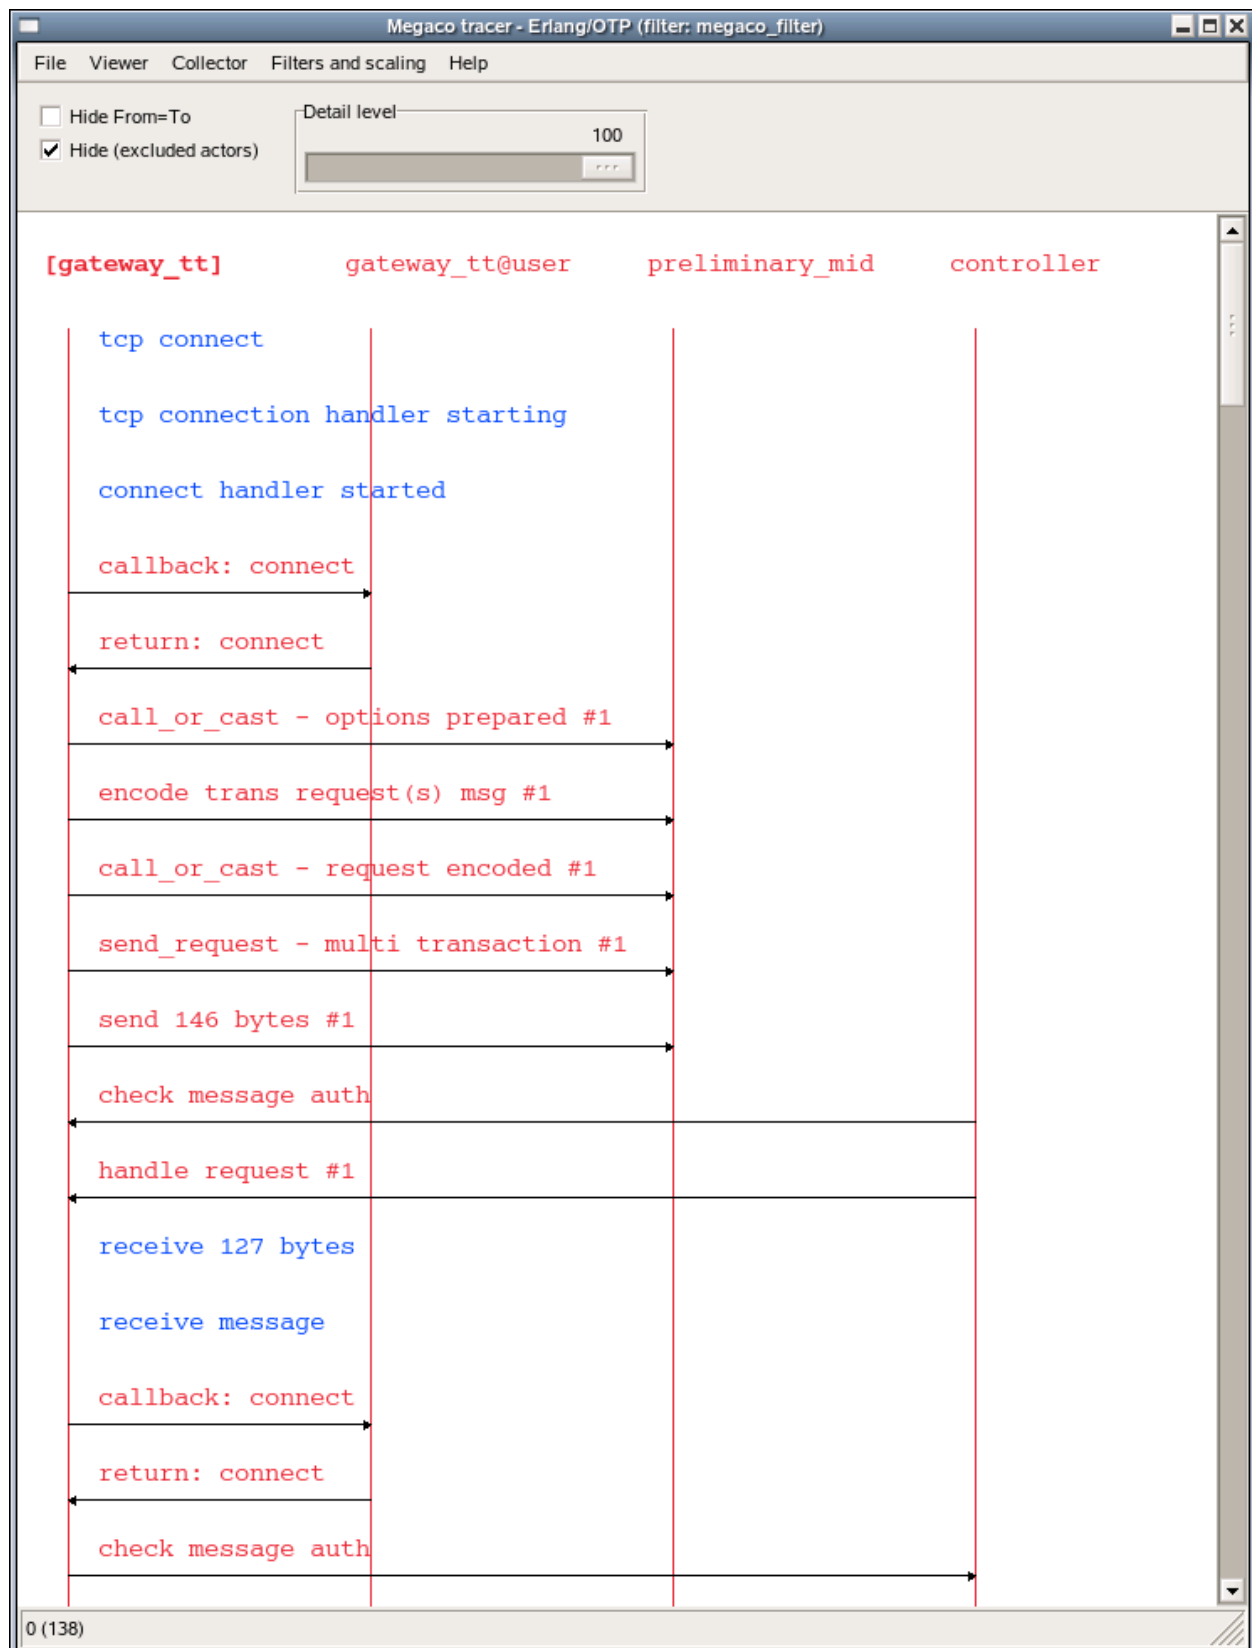 Megaco tracer - Erlang/OTP (filter: megaco_filter)
File Viewer Collector Filters and scaling Help
Hide From=To
Hide (excluded actors)
Detail level
100
[gateway_tt] gateway_tt@user preliminary_mid controller
tcp connect
tcp connection handler starting
connect handler started
callback: connect
return: connect
call_or_cast - options prepared #1
encode trans request(s) msg #1
call_or_cast - request encoded #1
send_request - multi transaction #1
send 146 bytes #1
check message auth
handle request #1
receive 127 bytes
receive message
callback: connect
return: connect
check message auth
0 (138)